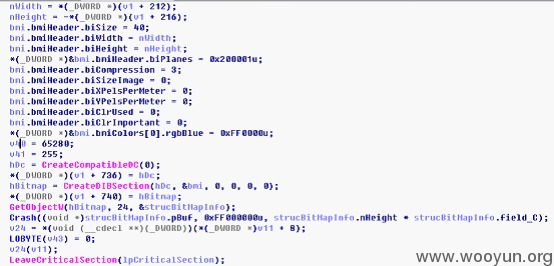 nWidth = *(_DWORD *)(v1 + 212);
nHeight = -*(_DWORD *)(v1 + 216);
bmi.bmiHeader.biSize = 40;
bmi.bmiHeader.biWidth = nWidth;
bmi.bmiHeader.biHeight = nHeight;
*(_DWORD *)&bmi.bmiHeader.biPlanes = 0x200001u;
bmi.bmiHeader.biCompression = 3;
bmi.bmiHeader.biSizeImage = 0;
bmi.bmiHeader.biXPelsPerMeter = 0;
bmi.bmiHeader.biYPelsPerMeter = 0;
bmi.bmiHeader.biClrUsed = 0;
bmi.bmiHeader.biClrImportant = 0;
*(_DWORD *)&bmi.bmiColors[0].rgbBlue = 0xFF0000u;
v40 = 65280;
v41 = 255;
hDc = CreateCompatibleDC(0);
*(_DWORD *)(v1 + 736) = hDc;
hBitmap = CreateDIBSection(hDc, &bmi, 0, 0, 0, 0);
*(_DWORD *)(v1 + 740) = hBitmap;
GetObjectW(hBitmap, 24, &strucBitMapInfo);
Crash((void *)strucBitMapInfo.pBuf, 0xFF000000u, strucBitMapInfo.nHeight * strucBitMapInfo.field_C);
v24 = *(void (__cdecl **)(_DWORD))(*(_DWORD *)v11 + 8);
LOBYTE(v43) = 0;
v24(v11);
LeaveCriticalSection(lpCriticalSection);
www.wooyun.org